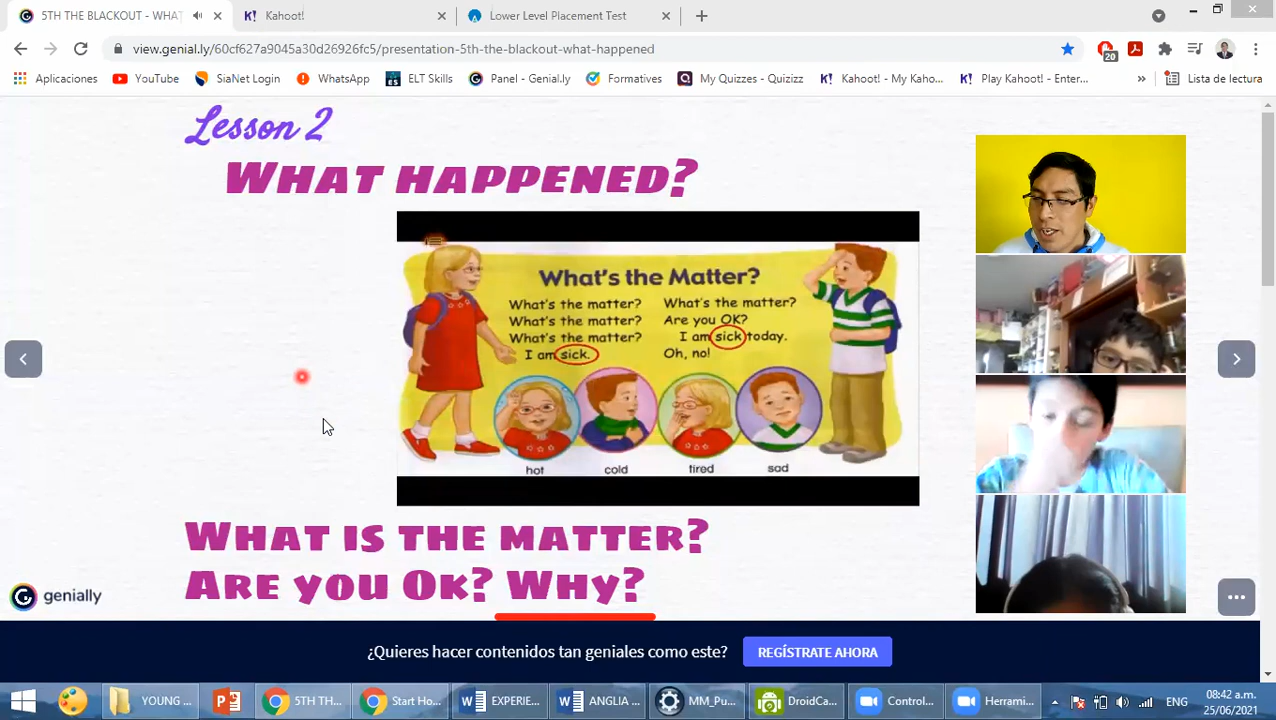 5TH THE BLACKOUT - WHAT
Kahoot!
Lower Level Placement Test
view.genial.ly/60cf627a9045a30d26926fc5/presentation-5th-the-blackout-what-happened
20
Aplicaciones
YouTube
SiaNet Login
WhatsApp
ES
ELT Skills
Panel - Genial.ly
Formatives
My Quizzes - Quizizz
Kahoot! - My Kaho...
Play Kahoot! - Enter...
»
Lista de lectura
Lesson 2
WHAT HAPPENED?
What's the Matter?
What's the matter?
What's the matter?
What's the matter?
I am sick.
What's the matter?
Are you OK?
I am sick today.
Oh, no!
hot
cold
tired
sad
WHAT IS THE MATTER?
ARE YOU OK? WHY?
genially
¿Quieres hacer contenidos tan geniales como este?
REGÍSTRATE AHORA
YOUNG ...
5TH TH...
Start Ho...
EXPERIE...
ANGLIA ...
MM_Pu...
DroidCa...
Control...
Herrami...
ENG
08:42 a.m.
25/06/2021